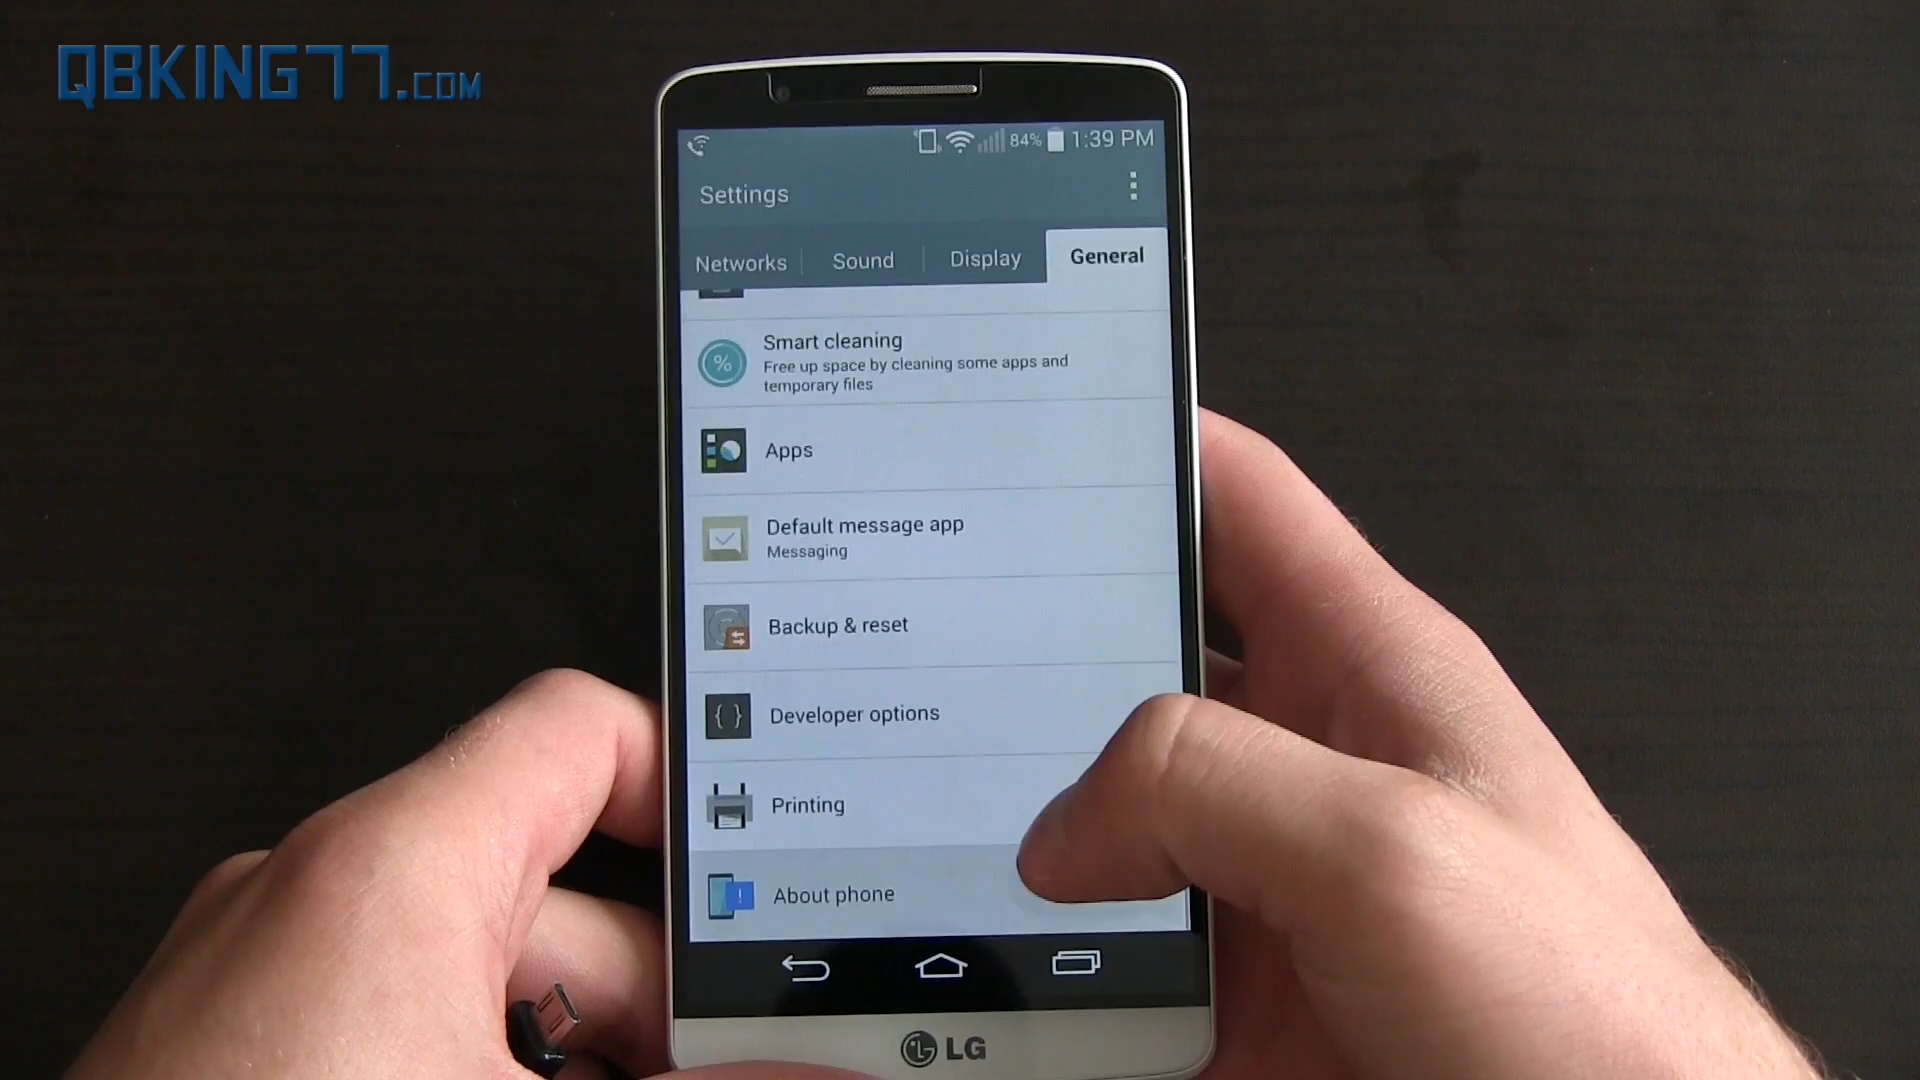 QBKING77.COM
84% 1:39 PM
Settings
Networks Sound Display General
Smart cleaning
Free up space by cleaning some apps and
temporary files
Apps
Default message app
Messaging
Backup & reset
Developer options
Printing
About phone
LG